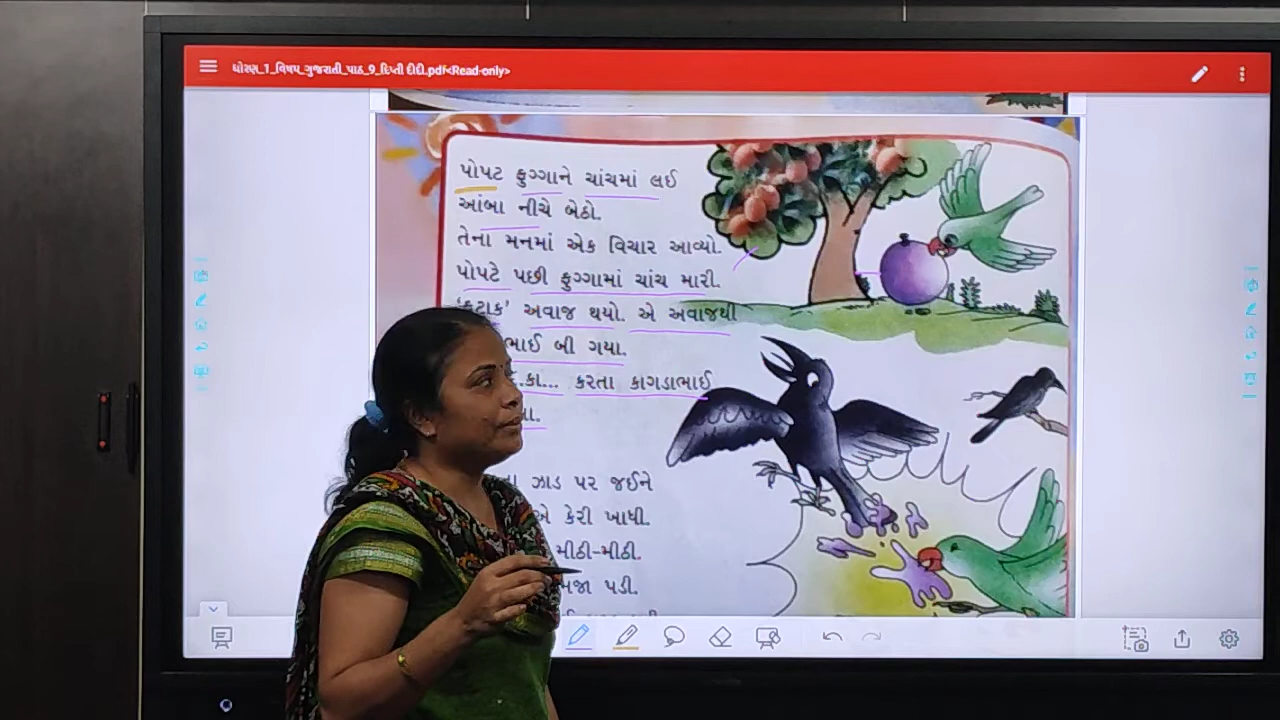 ધોરણ_1_વિષય_ગુજરાતી_પાઠ_9_દિપ્તી દીદી.pdf<Read-only>
પોપટ ફુગ્ગાને ચાંચમાં લઈ
આંબા નીચે બેઠો.
તેના મનમાં એક વિચાર આવ્યો.
પોપટે પછી ફુગ્ગામાં ચાંચ મારી.
‘ફટાક’ અવાજ થયો. એ અવાજથી
ભાઈ બી ગયા.
કા... કરતા કાગડાભાઈ
ઝાડ પર જઈને
એ કેરી ખાધી.
મીઠી-મીઠી.
મજા પડી.